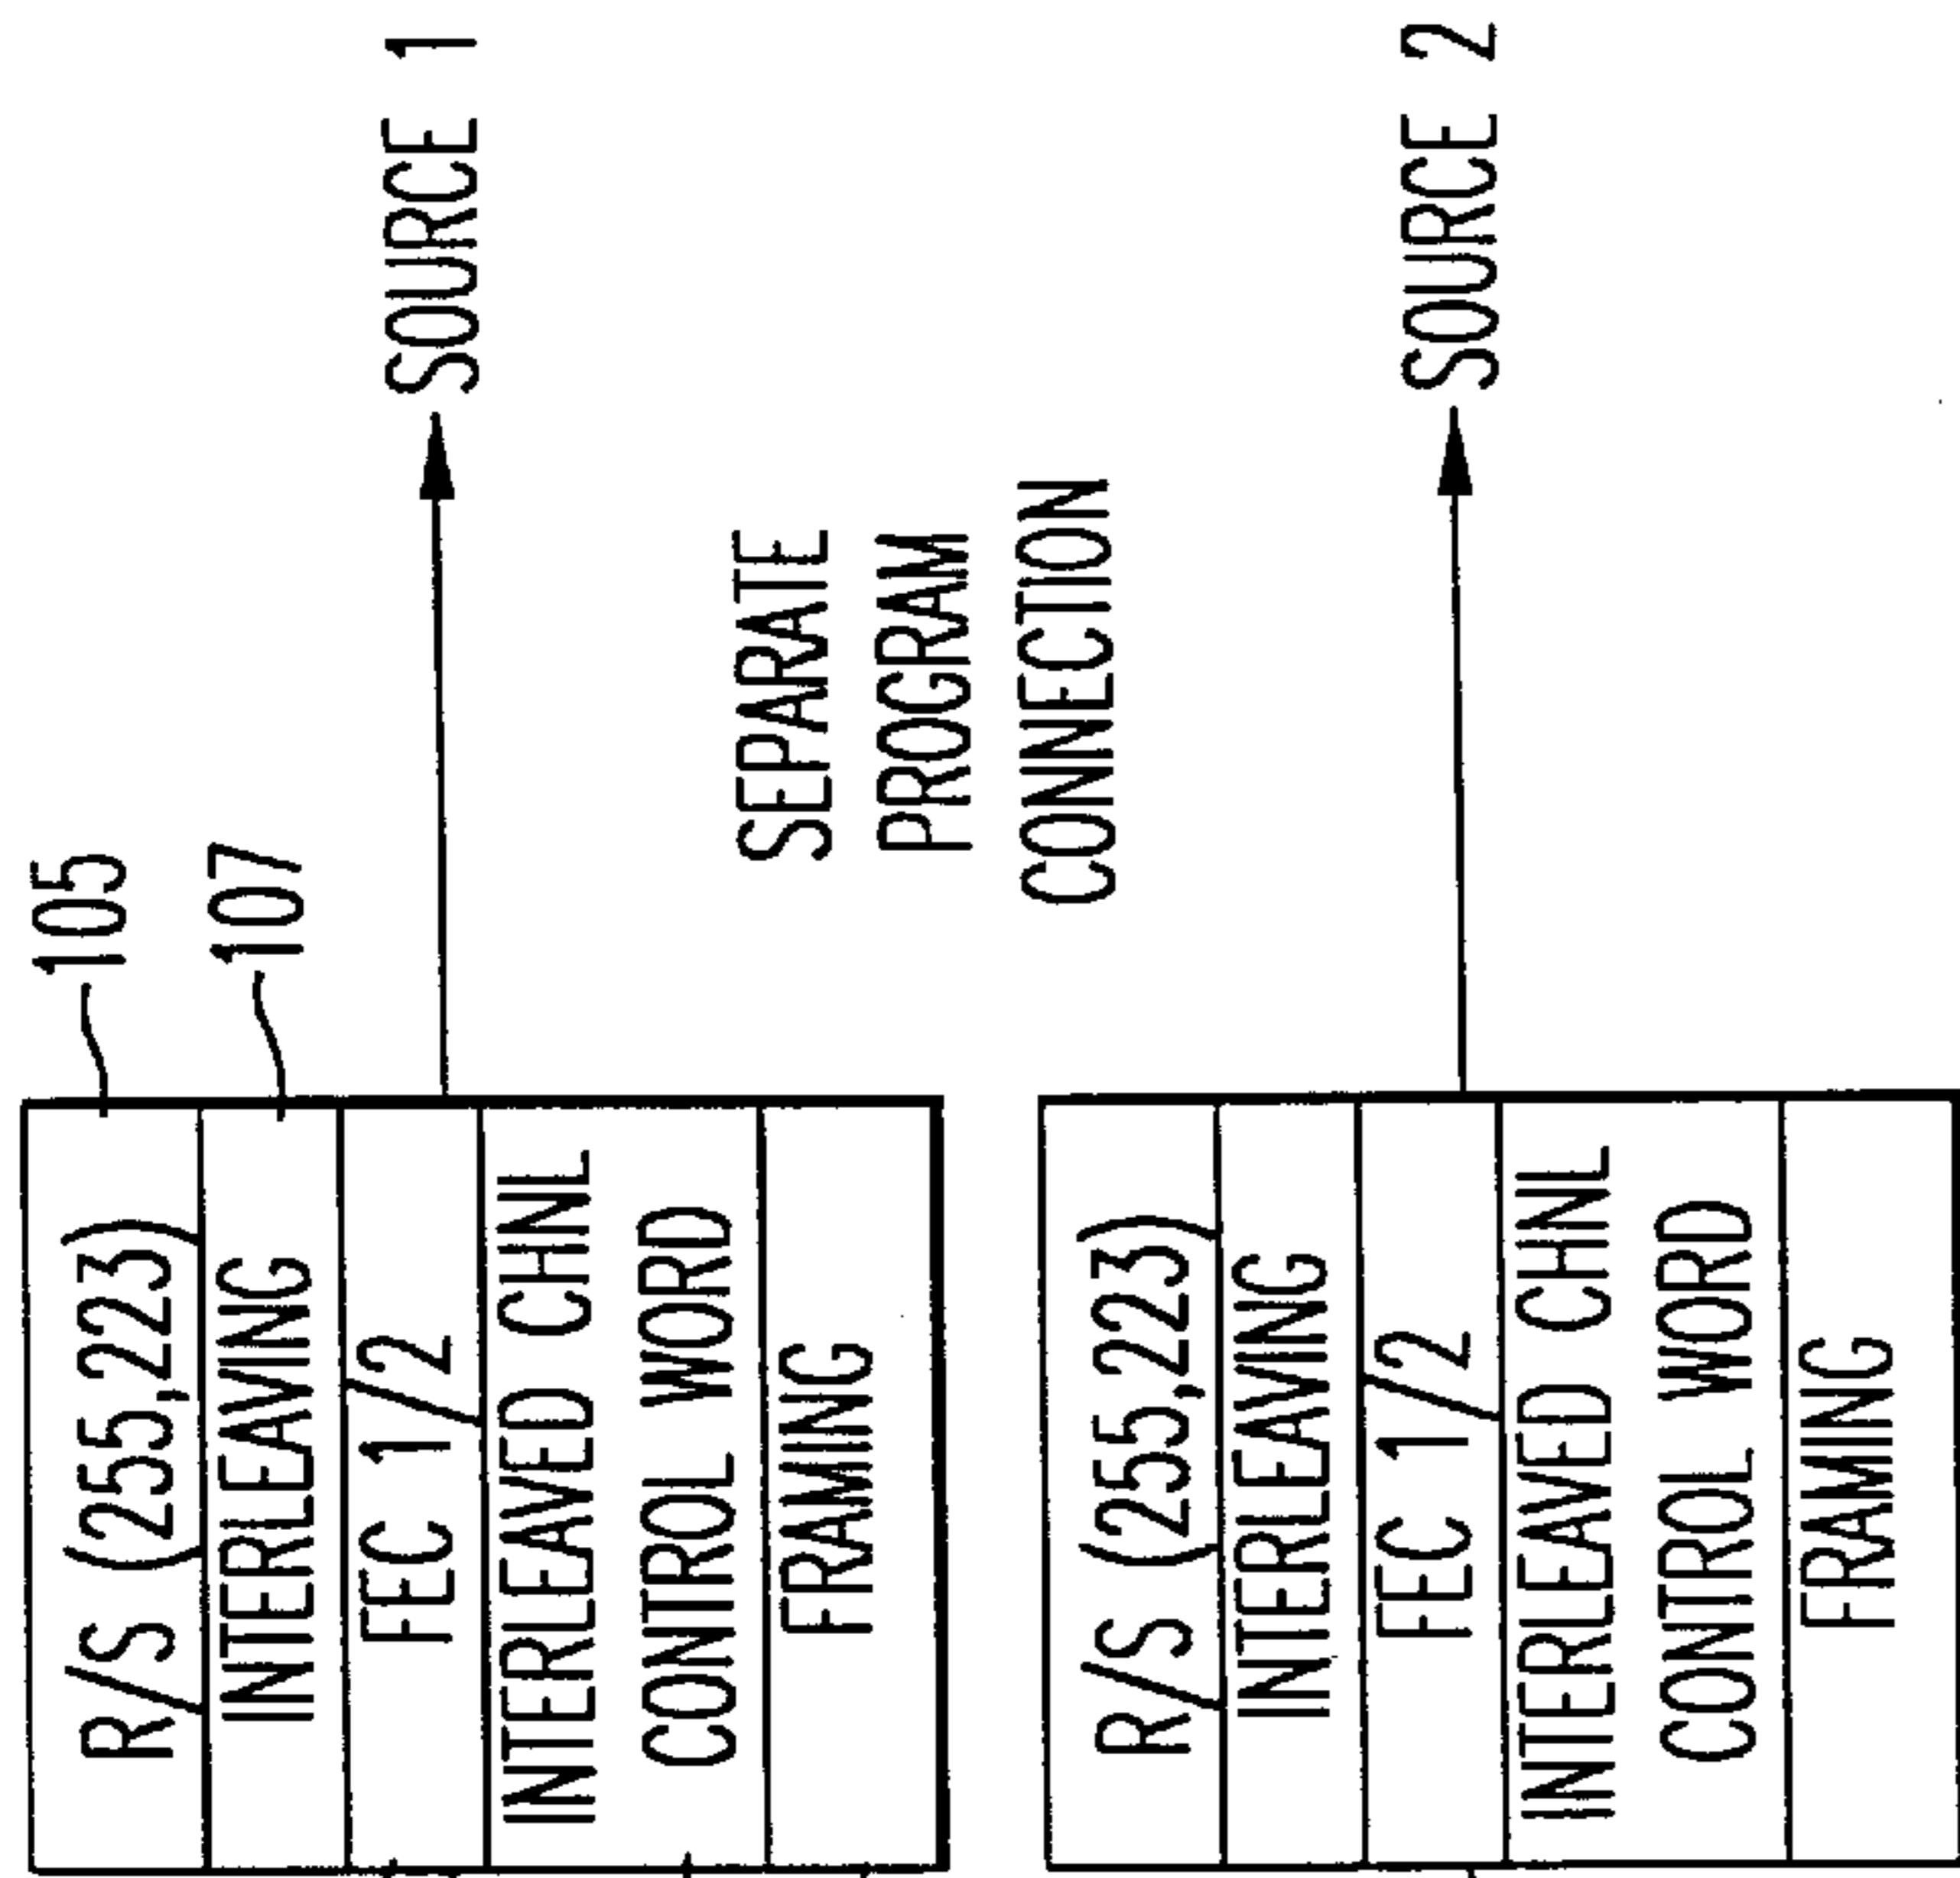 105
107
R/S (255,223)
INTERLEAVING
FEC 1/2
INTERLEAVED CHNL
CONTROL WORD
FRAMING
SOURCE 1
SEPARATE
PROGRAM
CONNECTION
R/S (255,223)
INTERLEAVING
FEC 1/2
INTERLEAVED CHNL
CONTROL WORD
FRAMING
SOURCE 2